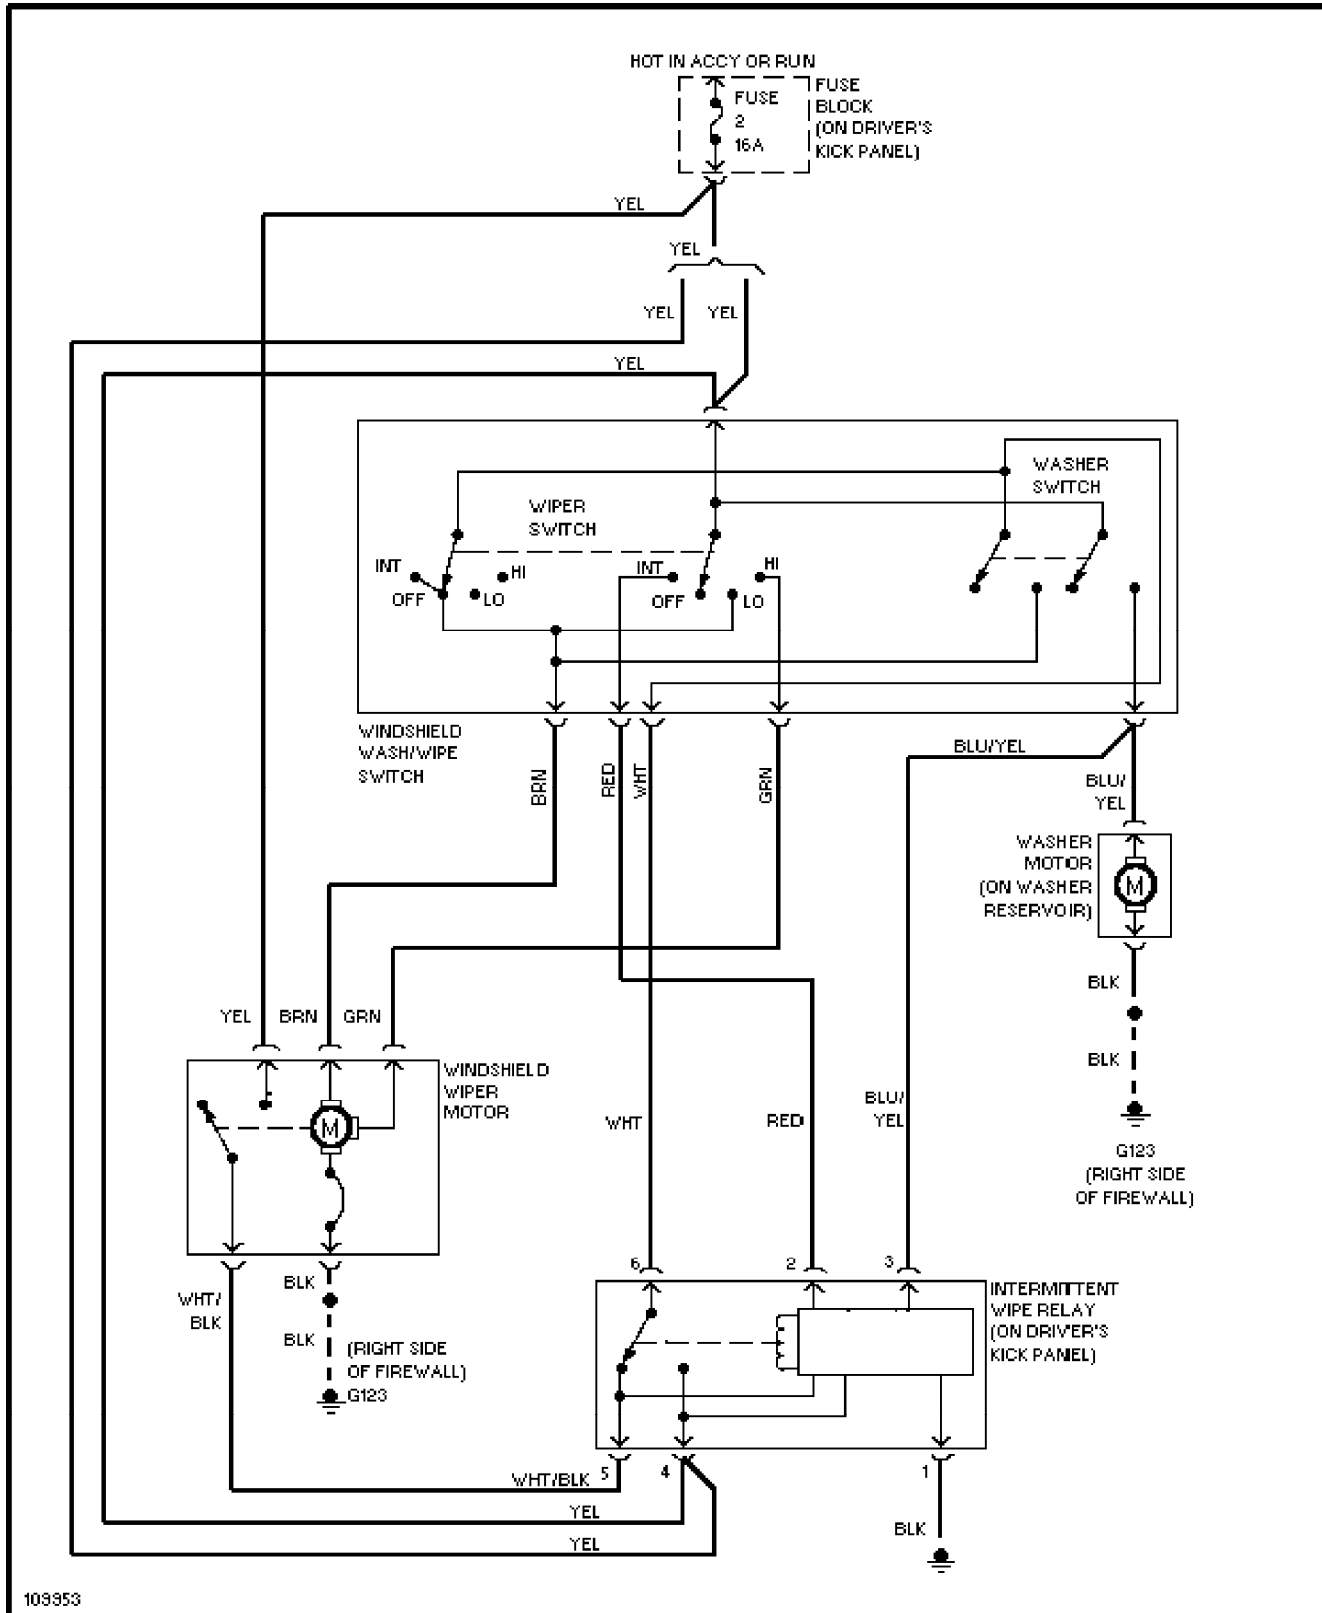 HOT IN ACCY OR RUN
FUSE
2
16A
FUSE
BLOCK
(ON DRIVER'S
KICK PANEL)
YEL
YEL
YEL
YEL
YEL
WASHER
SWITCH
WIPER
SWITCH
INT
HI
OFF
LO
INT
HI
OFF
LO
WINDSHIELD
WASH/WIPE
SWITCH
BRN
RED
WHT
GRN
BLU/YEL
BLU/
YEL
WASHER
MOTOR
(ON WASHER
RESERVOIR)
M
BLK
BLK
G123
(RIGHT SIDE
OF FIREWALL)
YEL
BRN
GRN
WINDSHIELD
WIPER
MOTOR
M
WHT
RED
BLU/
YEL
WHT/
BLK
BLK
BLK
(RIGHT SIDE
OF FIREWALL)
G123
6
2
3
INTERMITTENT
WIPE RELAY
(ON DRIVER'S
KICK PANEL)
WHT/BLK
5
4
1
YEL
YEL
BLK
109953